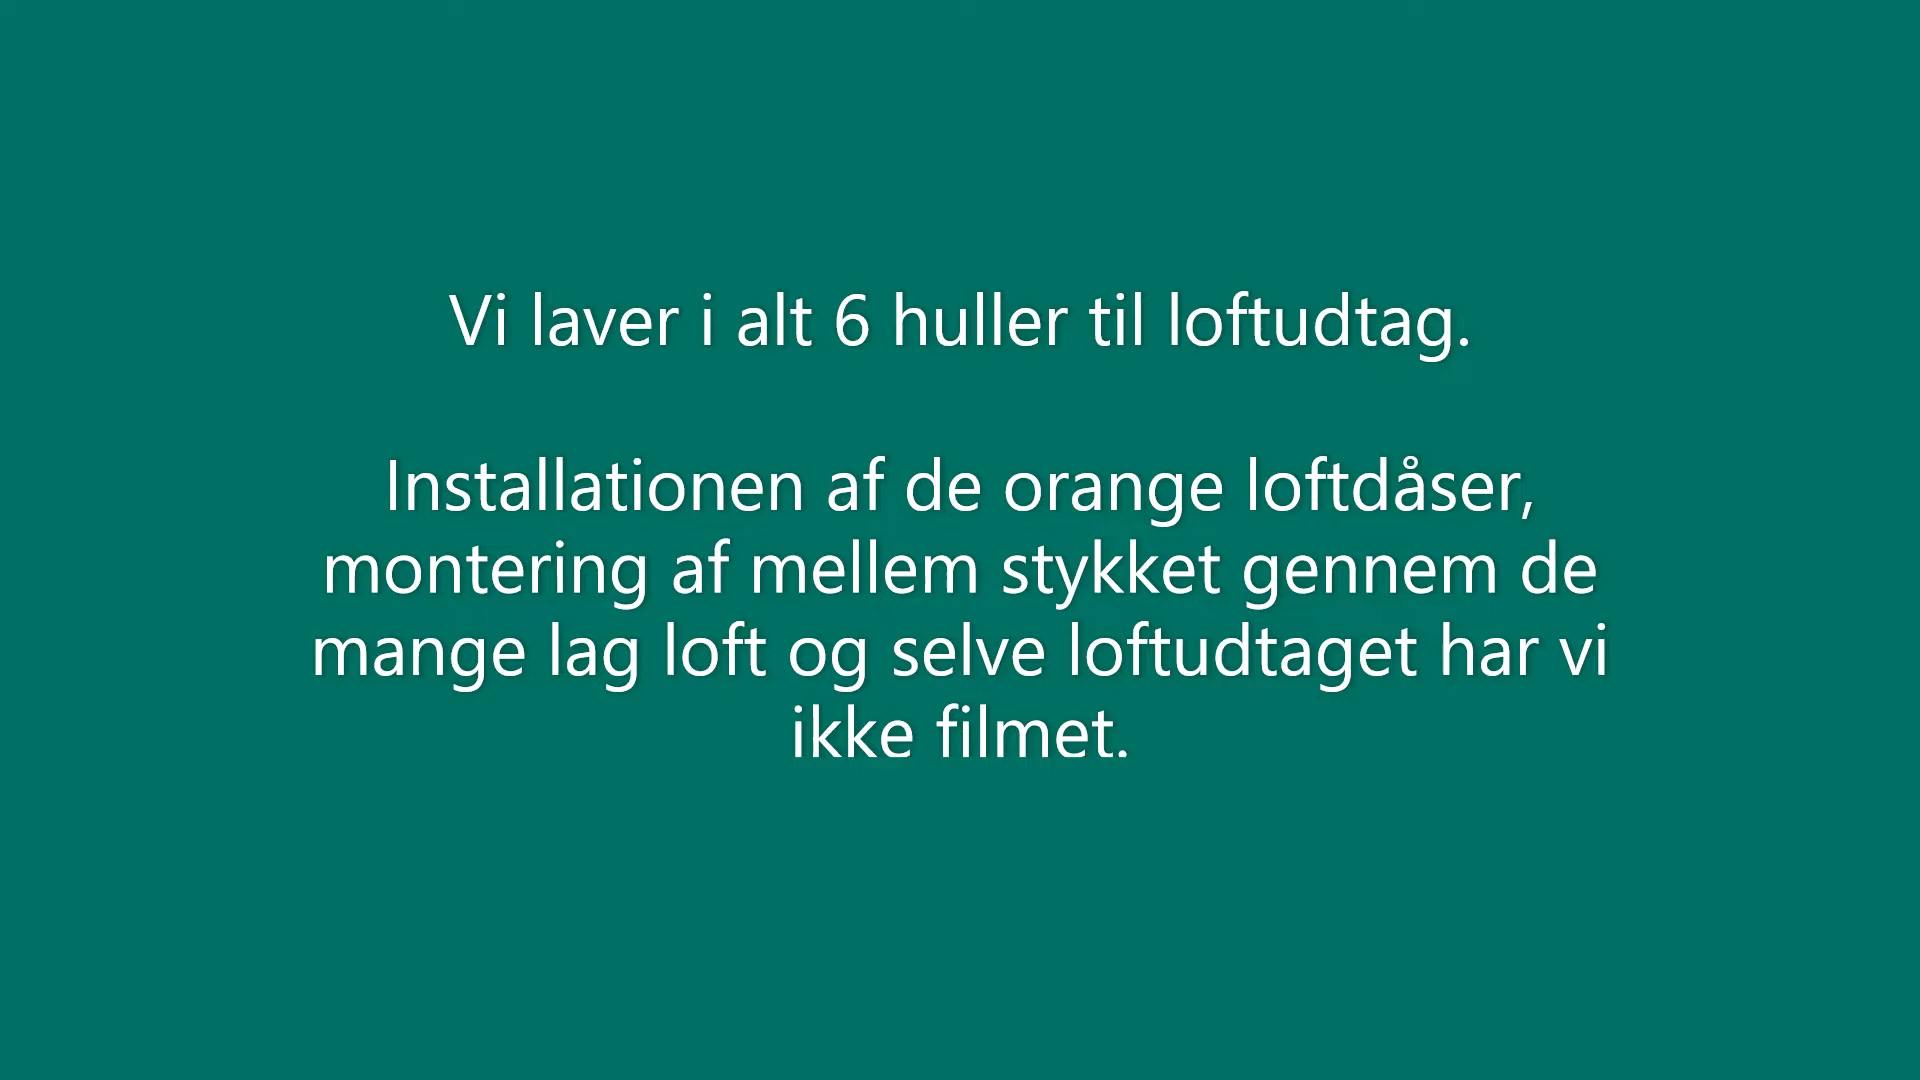 Vi laver i alt 6 huller til loftudtag.
Installationen af de orange loftdåser,
montering af mellem stykket gennem de
mange lag loft og selve loftudtaget har vi
ikke filmet.